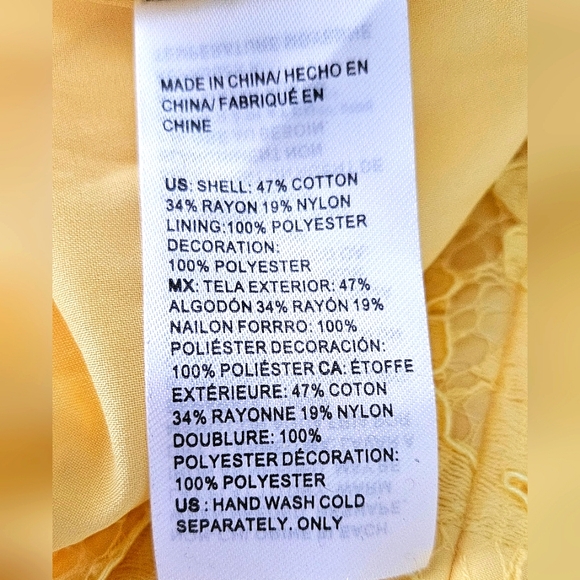 MADE IN CHINA/ HECHO EN
CHINA/ FABRIQUÉ EN
CHINE
US: SHELL: 47% COTTON
34% RAYON 19% NYLON
LINING:100% POLYESTER
DECORATION:
100% POLYESTER
MX: TELA EXTERIOR: 47%
ALGODÓN 34% RAYÓN 19%
NAILON FORRRO: 100%
POLIÉSTER DECORACIÓN:
100% POLIÉSTER CA: ÉTOFFE
EXTÉRIEURE: 47% COTON
34% RAYONNE 19% NYLON
DOUBLURE: 100%
POLYESTER DÉCORATION:
100% POLYESTER
US : HAND WASH COLD
SEPARATELY. ONLY